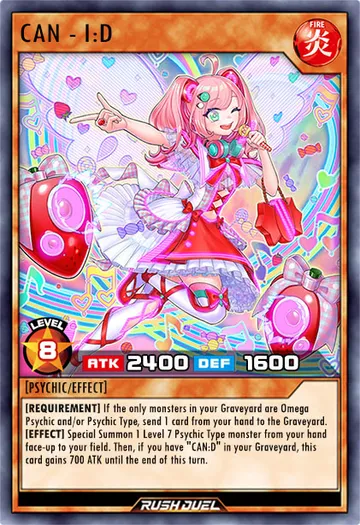 CAN - I:D
FIRE
炎
LEVEL
8
ATK 2400 DEF 1600
[PSYCHIC/EFFECT]
[REQUIREMENT] If the only monsters in your Graveyard are Omega
Psychic and/or Psychic Type, send 1 card from your hand to the Graveyard.
[EFFECT] Special Summon 1 Level 7 Psychic Type monster from your hand
face-up to your field. Then, if you have "CAN:D" in your Graveyard, this
card gains 700 ATK until the end of this turn.
RUSH DUEL